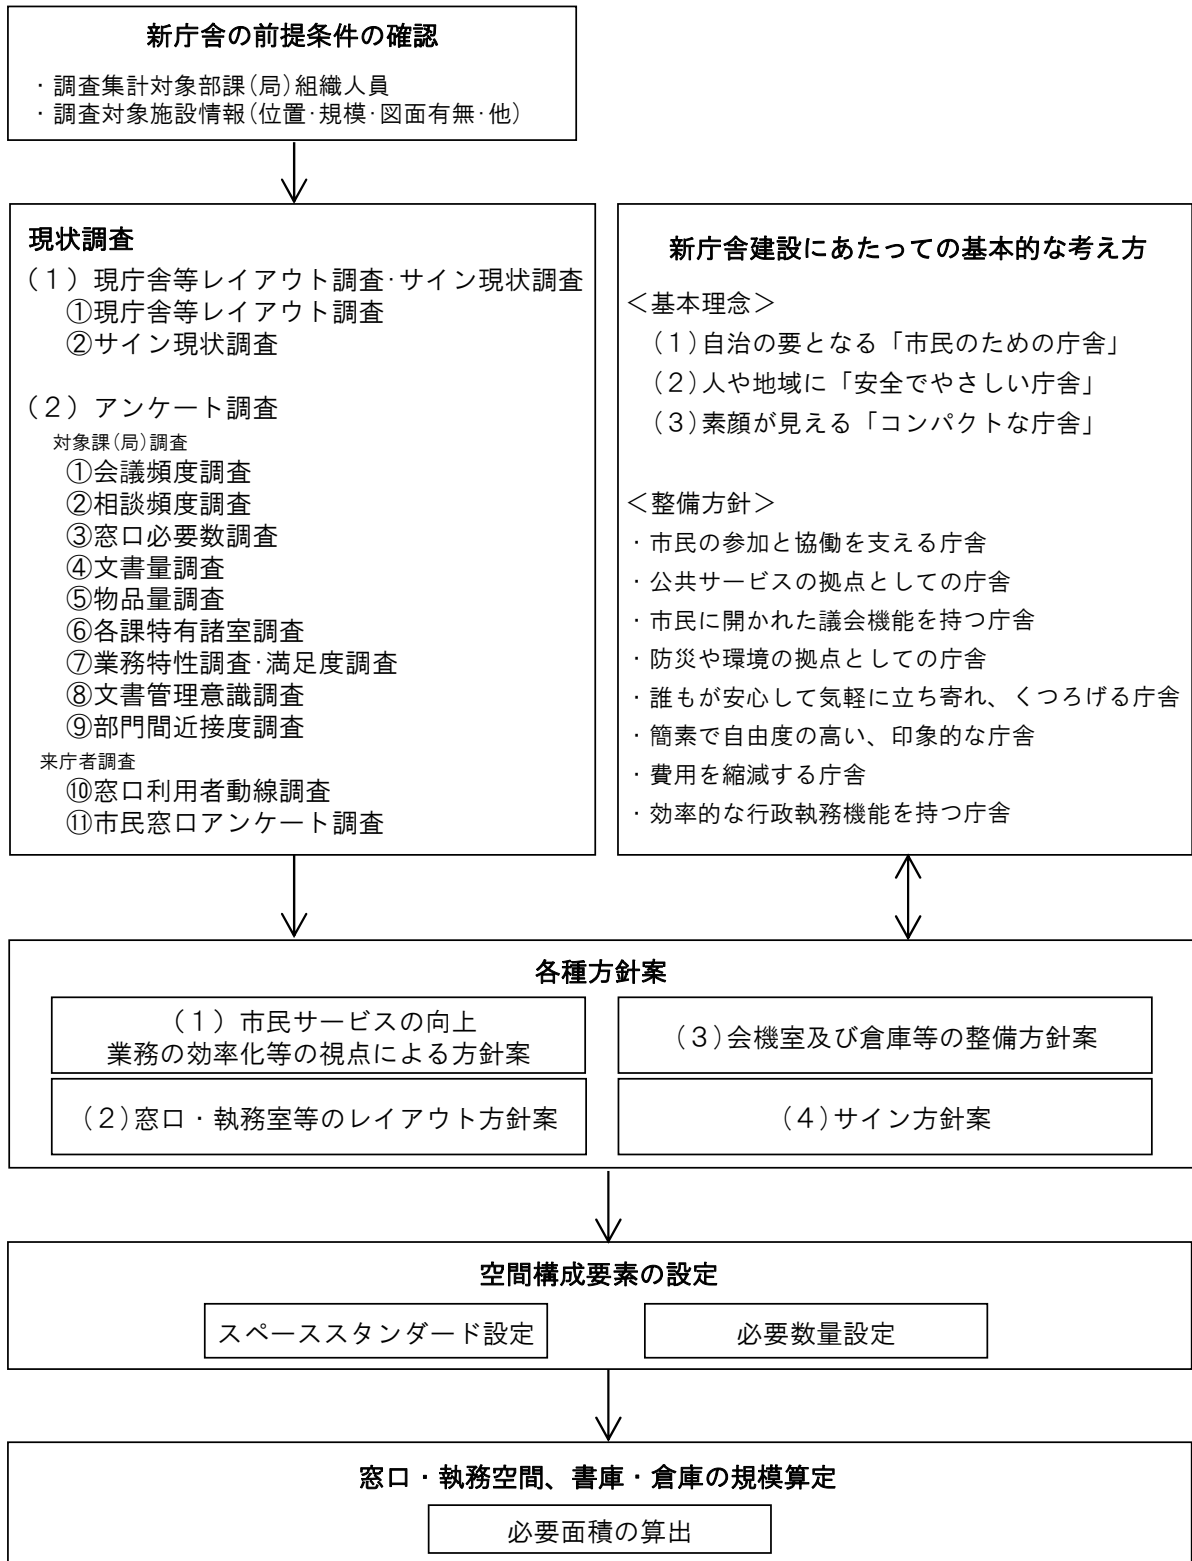 新庁舎の前提条件の確認
・調査集計対象部課(局)組織人員
・調査対象施設情報(位置・規模・図面有無・他)
現状調査
(1)現庁舎等レイアウト調査・サイン現状調査
①現庁舎等レイアウト調査
②サイン現状調査
(2)アンケート調査
対象課(局)調査
①会議頻度調査
②相談頻度調査
③窓口必要数調査
④文書量調査
⑤物品量調査
⑥各課特有諸室調査
⑦業務特性調査・満足度調査
⑧文書管理意識調査
⑨部門間近接度調査
来庁者調査
⑩窓口利用者動線調査
⑪市民窓口アンケート調査
新庁舎建設にあたっての基本的な考え方
<基本理念>
(1)自治の要となる「市民のための庁舎」
(2)人や地域に「安全でやさしい庁舎」
(3)素顔が見える「コンパクトな庁舎」
<整備方針>
・市民の参加と協働を支える庁舎
・公共サービスの拠点としての庁舎
・市民に開かれた議会機能を持つ庁舎
・防災や環境の拠点としての庁舎
・誰もが安心して気軽に立ち寄れ、くつろげる庁舎
・簡素で自由度の高い、印象的な庁舎
・費用を縮減する庁舎
・効率的な行政執務機能を持つ庁舎
各種方針案
(1)市民サービスの向上
業務の効率化等の視点による方針案
(2)窓口・執務室等のレイアウト方針案
(3)会機室及び倉庫等の整備方針案
(4)サイン方針案
空間構成要素の設定
スペーススタンダード設定
必要数量設定
窓口・執務空間、書庫・倉庫の規模算定
必要面積の算出